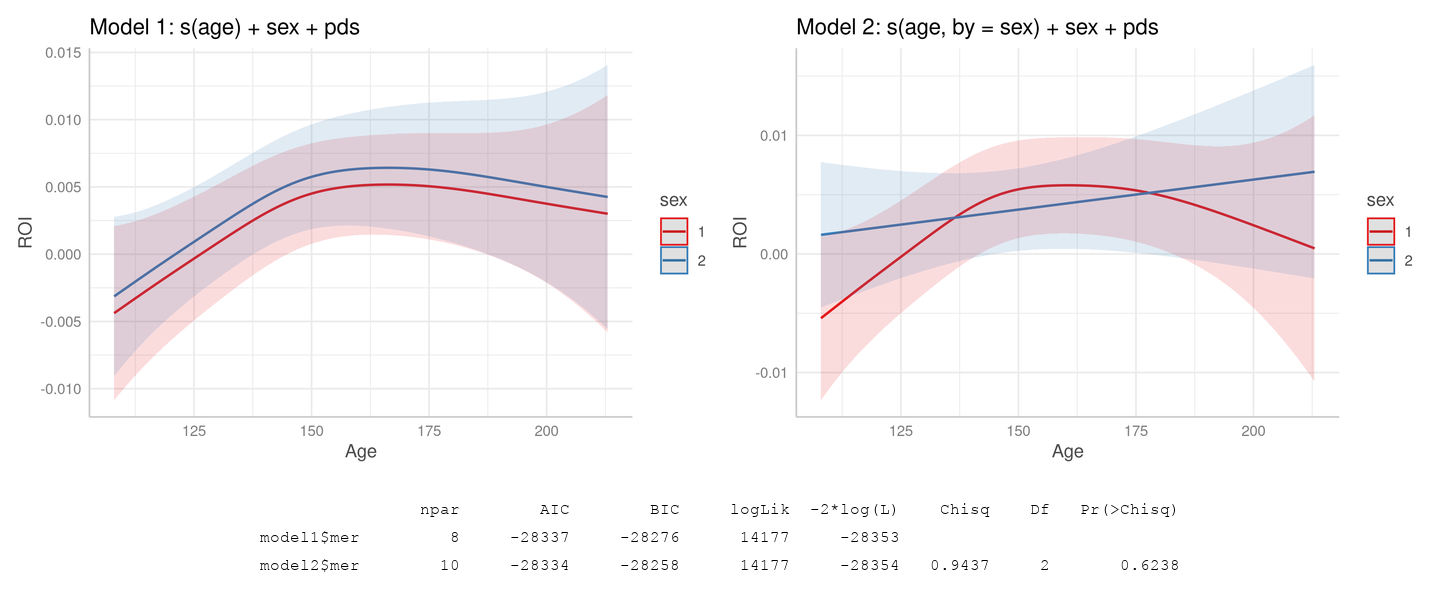 Model 1: s(age) + sex + pds
0.015
0.010
0.005
0.000
-0.005
-0.010
ROI
125 150 175 200
Age
sex
1
2
Model 2: s(age, by = sex) + sex + pds
0.01
0.00
-0.01
ROI
125 150 175 200
Age
sex
1
2
npar AIC BIC logLik -2*log(L) Chisq Df Pr(>Chisq)
model1$mer 8 -28337 -28276 14177 -28353
model2$mer 10 -28334 -28258 14177 -28354 0.9437 2 0.6238